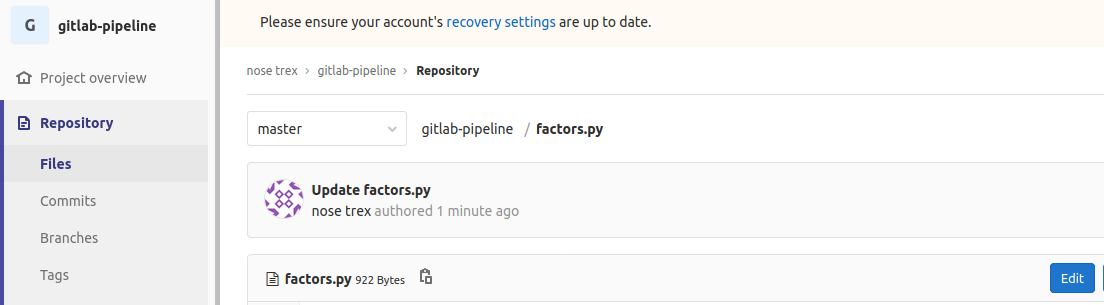 G gitlab-pipeline
Project overview
Repository
Files
Commits
Branches
Tags
Please ensure your account's recovery settings are up to date.
nose trex › gitlab-pipeline › Repository
master
gitlab-pipeline / factors.py
Update factors.py
nose trex authored 1 minute ago
factors.py 922 Bytes
Edit